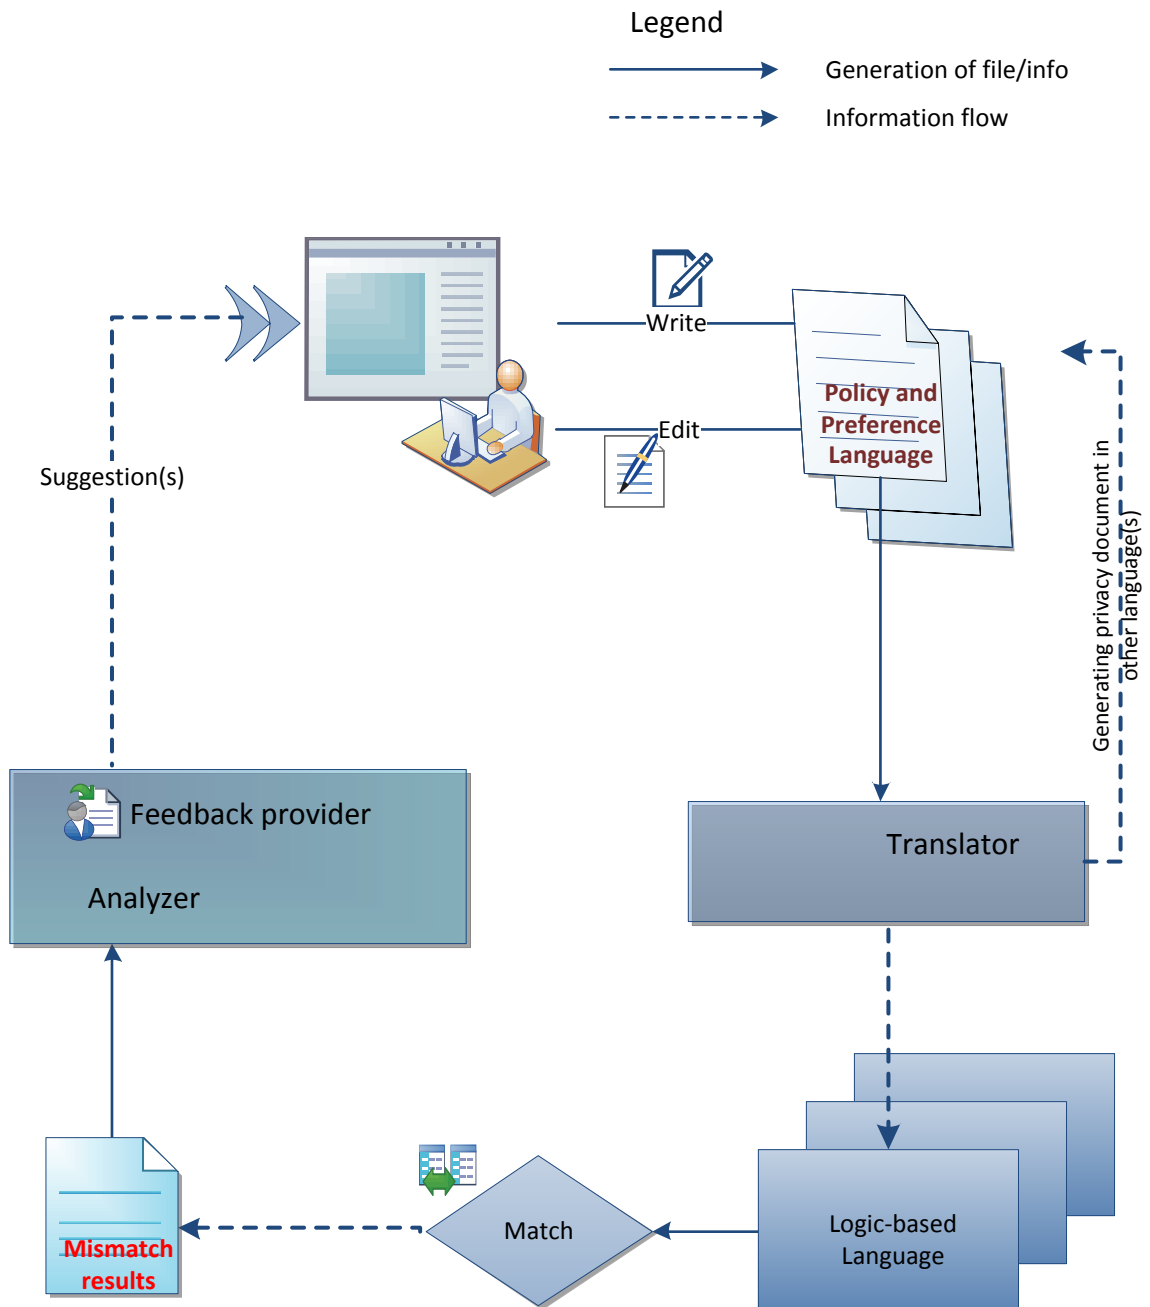 Legend
Generation of file/info
Information flow
Write
Edit
Policy and
Preference
Language
Suggestion(s)
Generating privacy document in
other language(s)
Feedback provider
Analyzer
Translator
Mismatch
results
Match
Logic-based
Language